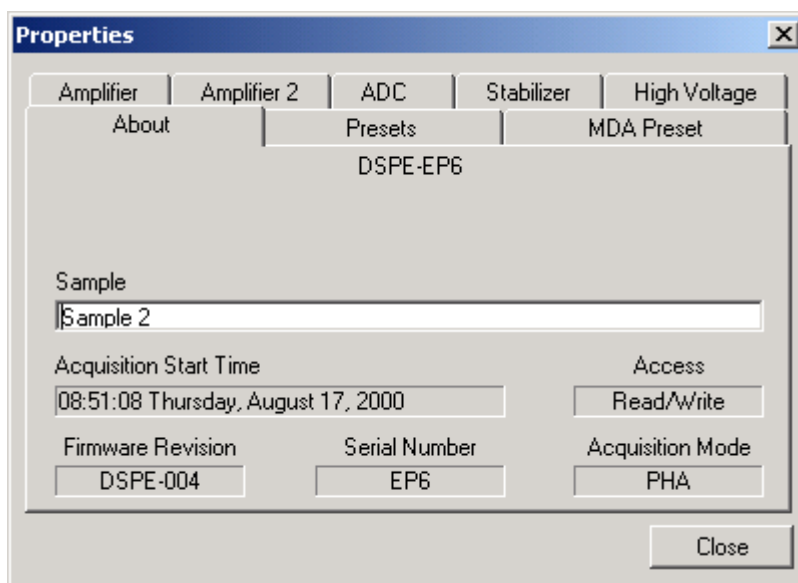 Properties
Amplifier Amplifier 2 ADC Stabilizer High Voltage
About Presets MDA Preset
DSPE-EP6
Sample
Sample 2
Acquisition Start Time Access
08:51:08 Thursday, August 17, 2000 Read/Write
Firmware Revision Serial Number Acquisition Mode
DSPE-004 EP6 PHA
Close